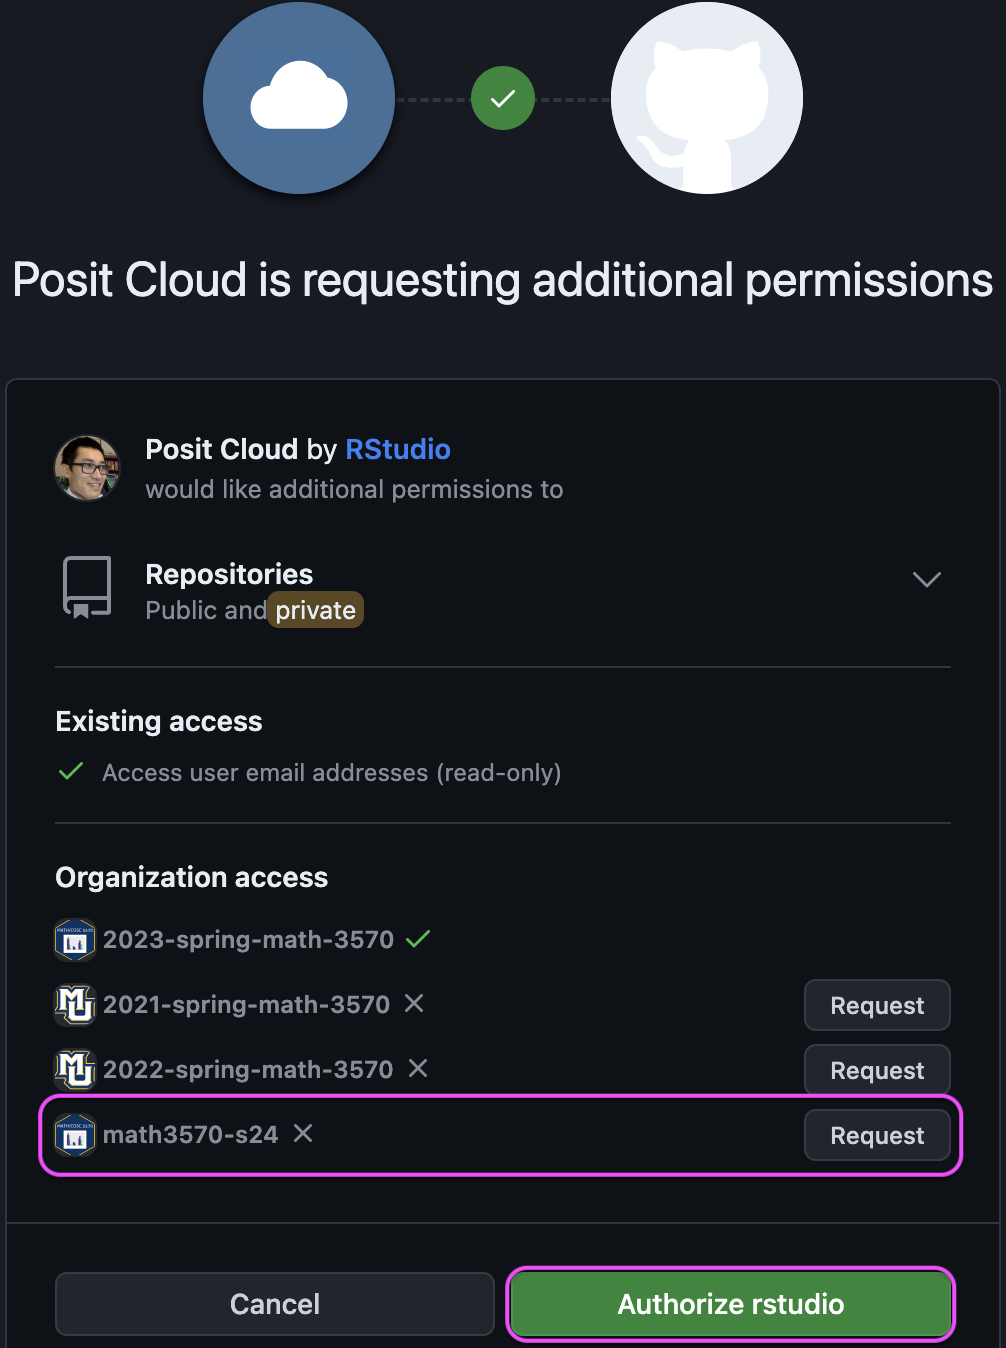 Posit Cloud is requesting additional permissions
Posit Cloud by RStudio
would like additional permissions to
Repositories
Public and private
Existing access
Access user email addresses (read-only)
Organization access
2023-spring-math-3570
2021-spring-math-3570 Request
2022-spring-math-3570 Request
math3570-s24 Request
Cancel Authorize rstudio